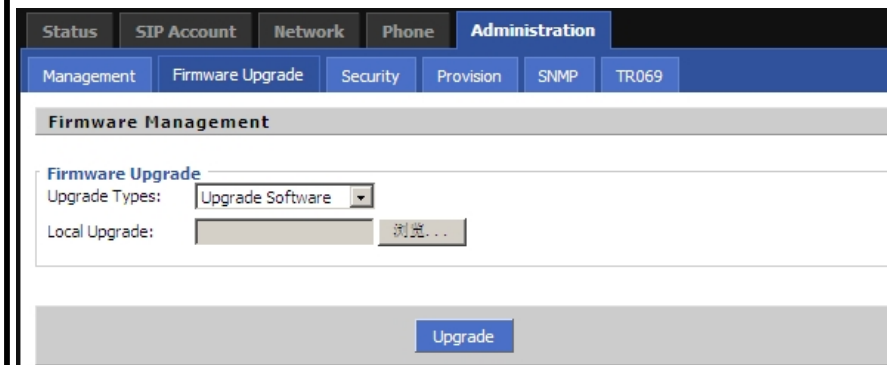 Status SIP Account Network Phone Administration
Management Firmware Upgrade Security Provision SNMP TR069
Firmware Management
Firmware Upgrade
Upgrade Types: Upgrade Software
Local Upgrade: 浏览...
Upgrade